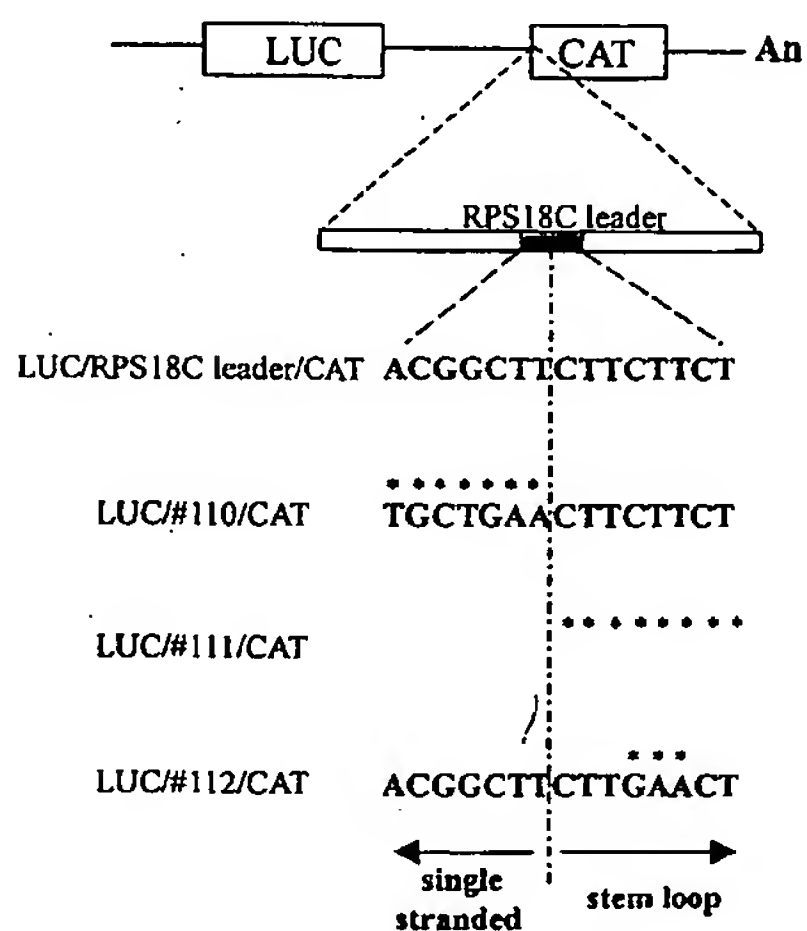 LUC CAT An
RPS18C leader
LUC/RPS18C leader/CAT ACGGCTTCTTCTTCT
* * * * * * *
LUC/#110/CAT TGCTGAACTTCTTCT
* * * * * * * *
LUC/#111/CAT
* * *
LUC/#112/CAT ACGGCTTCTTGAACT
single stranded stem loop